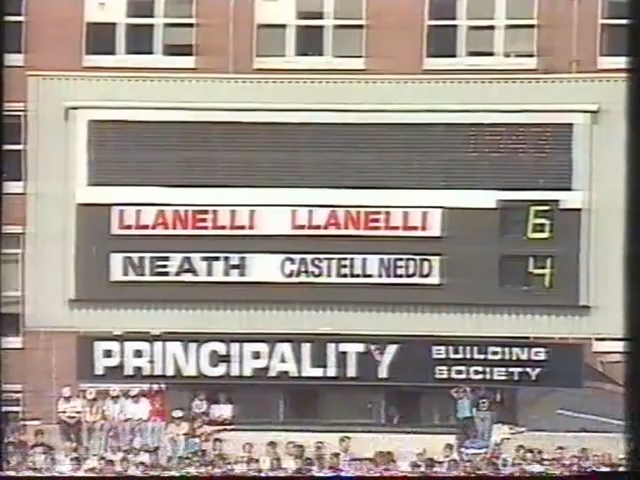 LLANELLI LLANELLI 6
NEATH CASTELL NEDD 4
PRINCIPALITY BUILDING SOCIETY